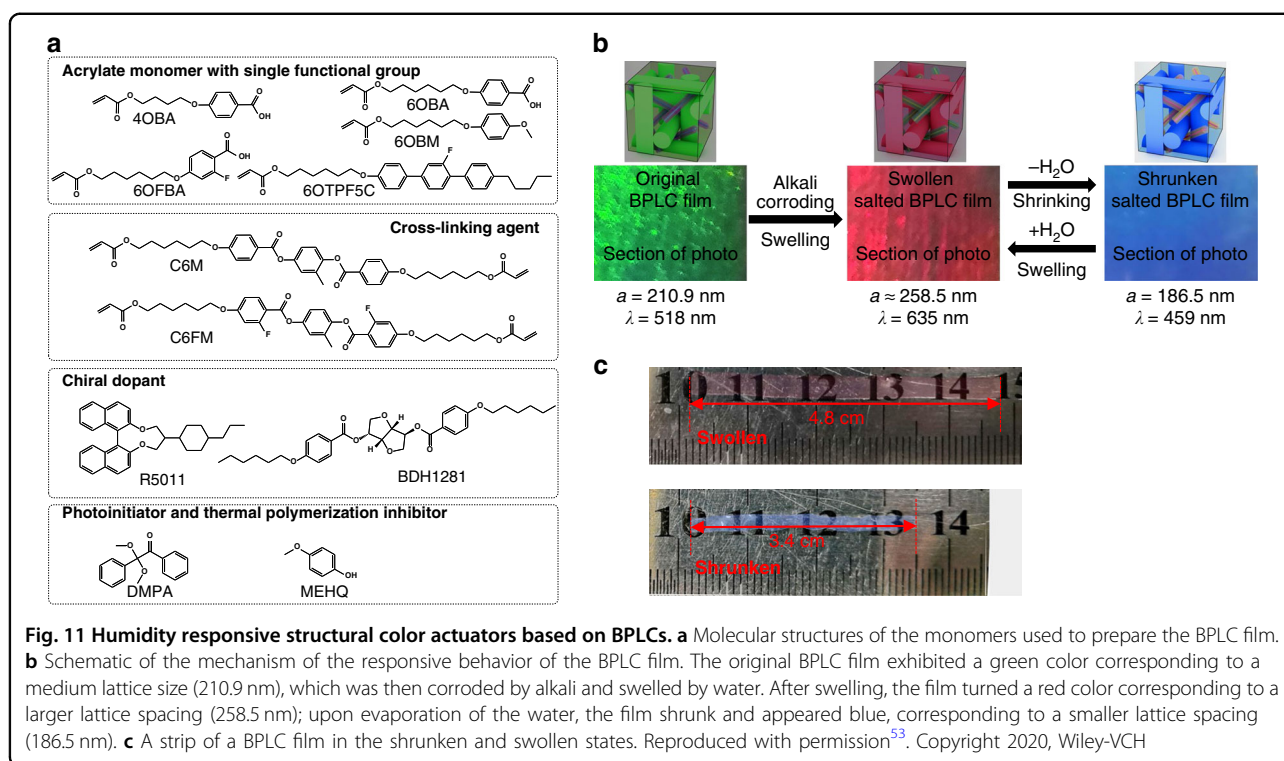 a
Acrylate monomer with single functional group
4OBA
6OBA
6OBM
6OFBA
6OTPF5C
Cross-linking agent
C6M
C6FM
Chiral dopant
R5011
BDH1281
Photoinitiator and thermal polymerization inhibitor
DMPA
MEHQ
b
Original
BPLC film
Section of photo
a = 210.9 nm
λ = 518 nm
Alkali
corroding
Swelling
Swollen
salted BPLC film
Section of photo
a ≈ 258.5 nm
λ = 635 nm
–H₂O
Shrinking
+H₂O
Swelling
Shrunken
salted BPLC film
Section of photo
a = 186.5 nm
λ = 459 nm
c
10 11 12 13 14 15
4.8 cm
Swollen
10 11 12 13 14
3.4 cm
Shrunken
Fig. 11 Humidity responsive structural color actuators based on BPLCs. a Molecular structures of the monomers used to prepare the BPLC film.
b Schematic of the mechanism of the responsive behavior of the BPLC film. The original BPLC film exhibited a green color corresponding to a
medium lattice size (210.9 nm), which was then corroded by alkali and swelled by water. After swelling, the film turned a red color corresponding to a
larger lattice spacing (258.5 nm); upon evaporation of the water, the film shrunk and appeared blue, corresponding to a smaller lattice spacing
(186.5 nm). c A strip of a BPLC film in the shrunken and swollen states. Reproduced with permission⁵³. Copyright 2020, Wiley-VCH